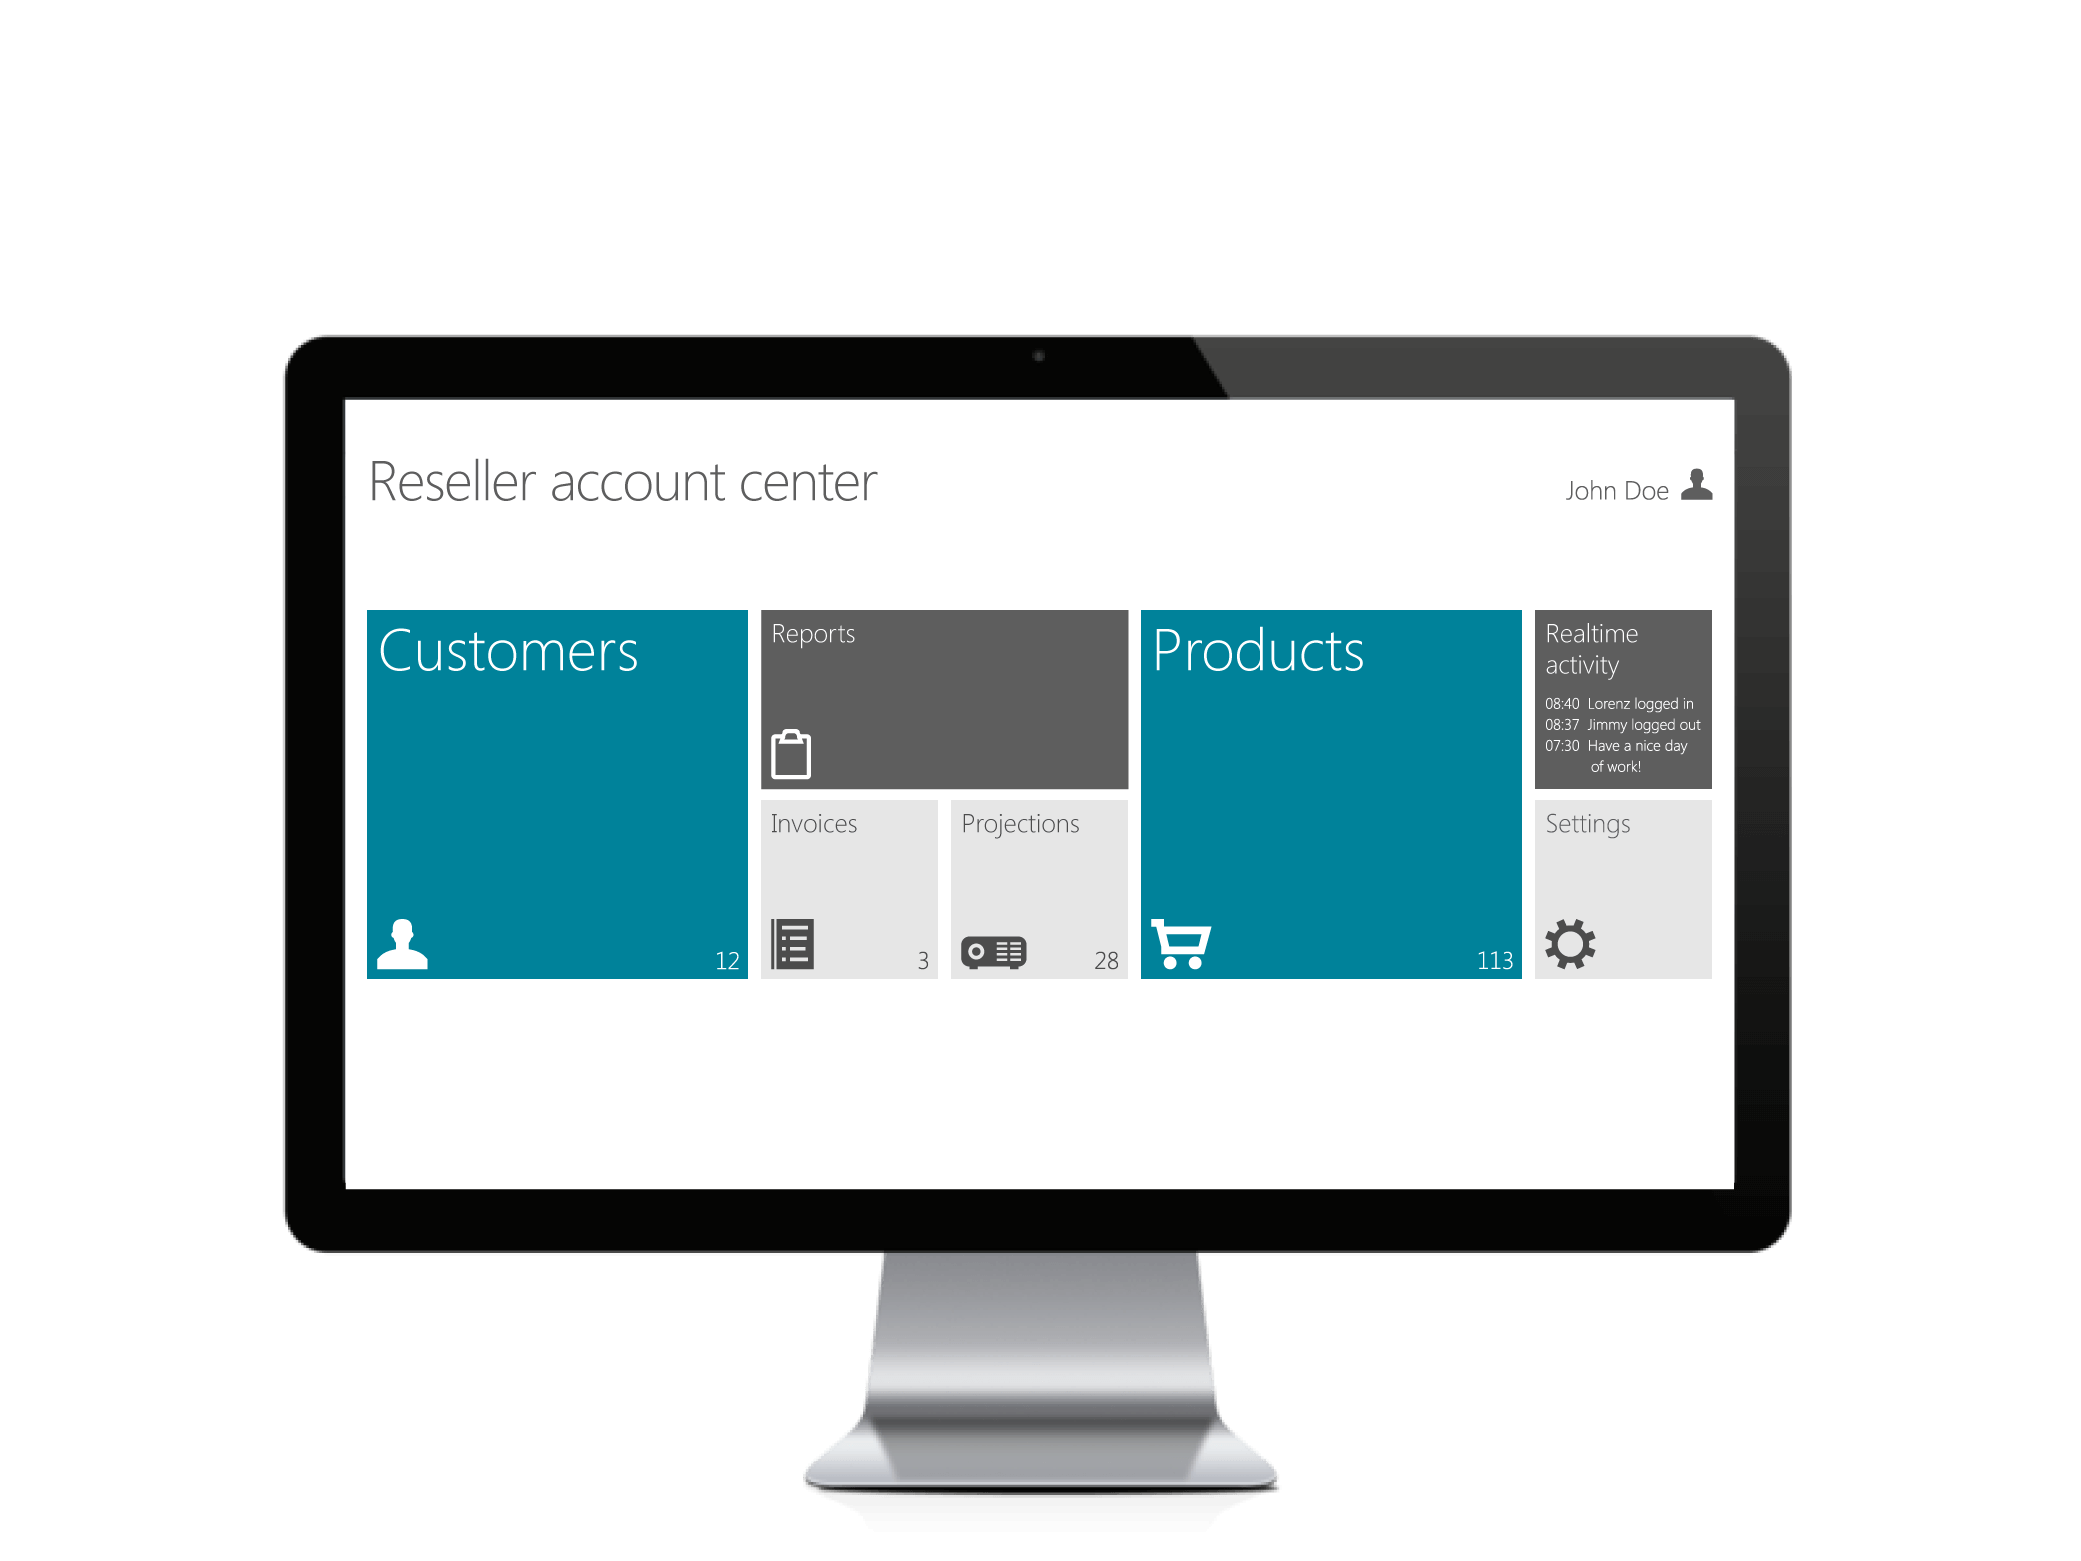 Reseller account center
John Doe
Customers
12
Reports
Invoices
3
Projections
28
Products
113
Realtime
activity
08:40 Lorenz logged in
08:37 Jimmy logged out
07:30 Have a nice day
of work!
Settings